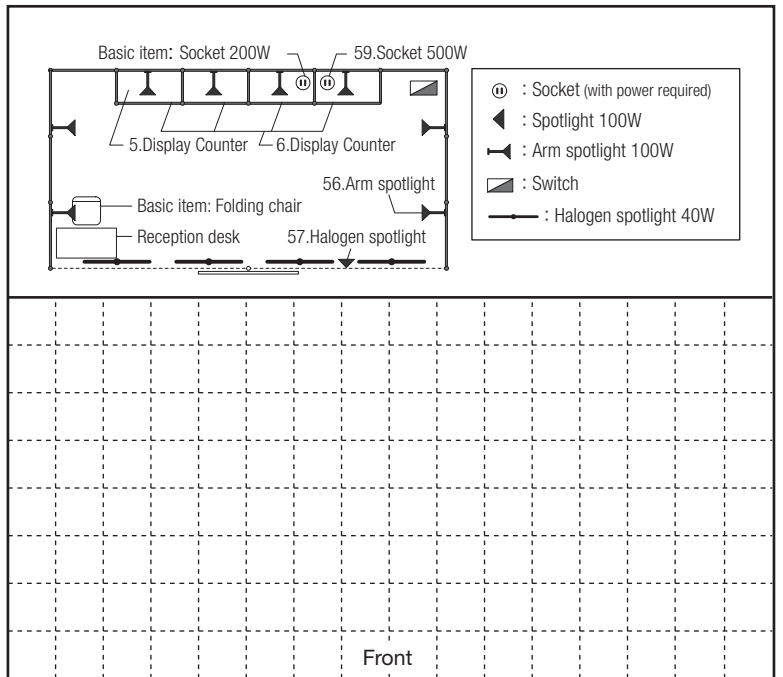 Basic item: Socket 200W
59.Socket 500W
5.Display Counter
6.Display Counter
56.Arm spotlight
Basic item: Folding chair
Reception desk
57.Halogen spotlight
: Socket (with power required)
: Spotlight 100W
: Arm spotlight 100W
: Switch
: Halogen spotlight 40W
Front